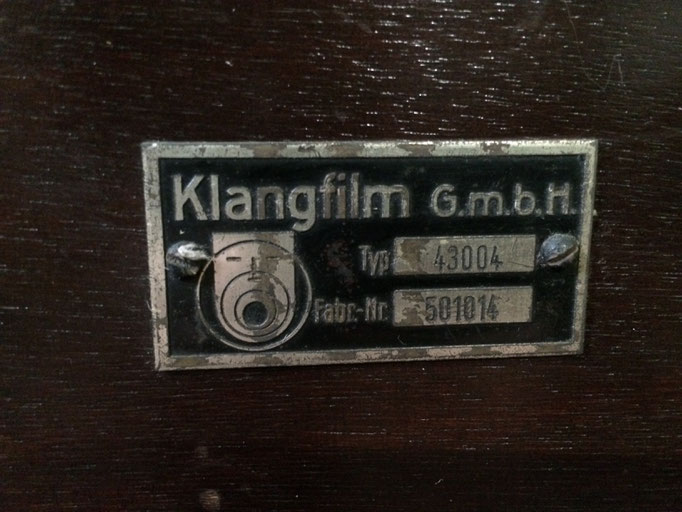 Klangfilm G.m.b.H.
Typ 43004
Fabr.-Nr. 501014